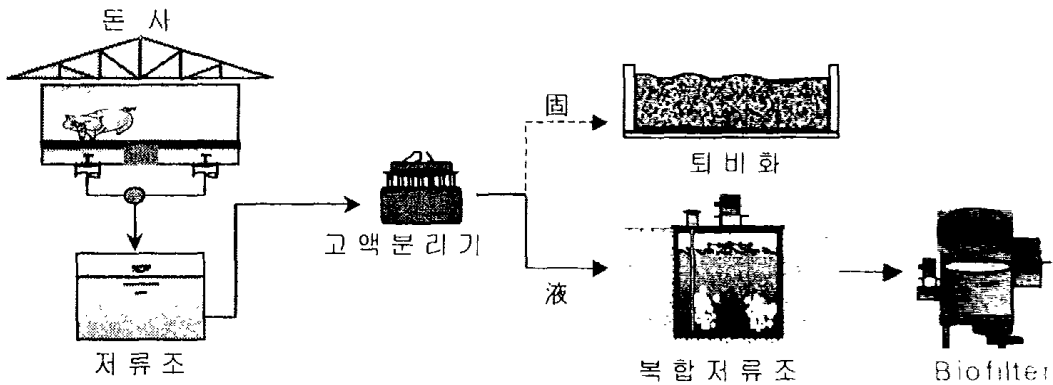 돈 사
固
퇴 비 화
고 액 분 리 기
液
저 류 조
복 합 저 류 조
Biofilter